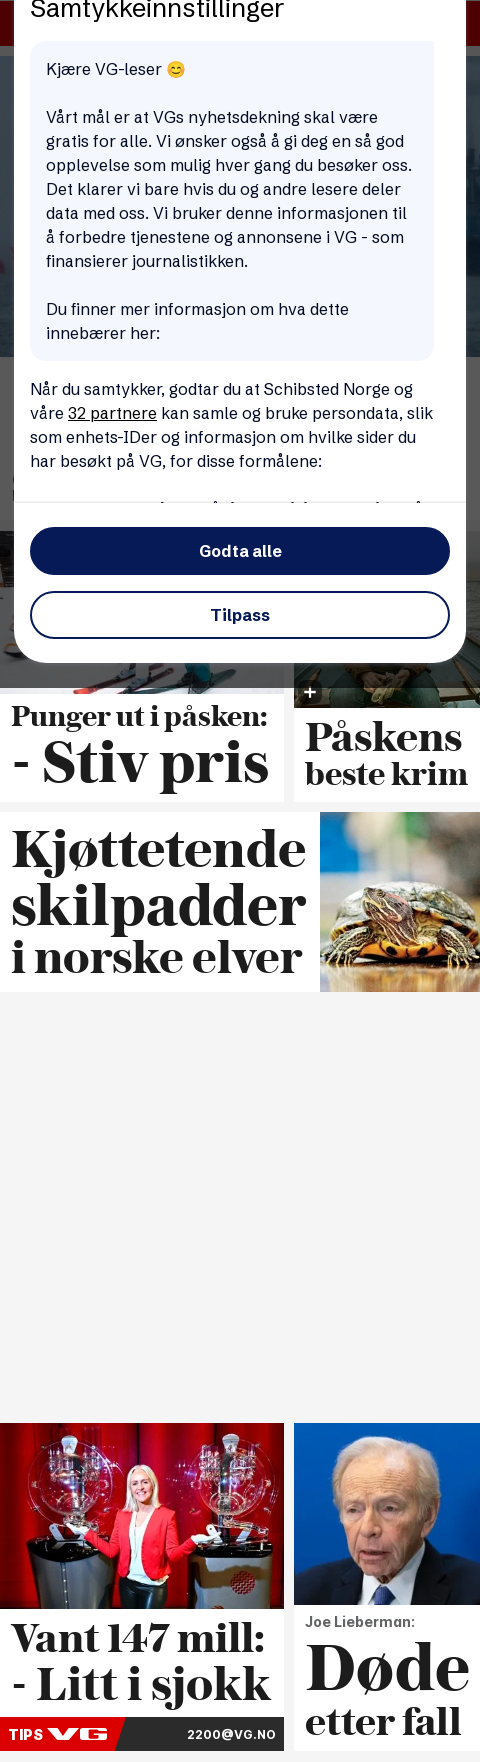 Samtykkeinnstillinger
Kjære VG-leser 😊
Vårt mål er at VGs nyhetsdekning skal være
gratis for alle. Vi ønsker også å gi deg en så god
opplevelse som mulig hver gang du besøker oss.
Det klarer vi bare hvis du og andre lesere deler
data med oss. Vi bruker denne informasjonen til
å forbedre tjenestene og annonsene i VG - som
finansierer journalistikken.
Du finner mer informasjon om hva dette
innebærer her:
Når du samtykker, godtar du at Schibsted Norge og
våre 32 partnere kan samle og bruke persondata, slik
som enhets-IDer og informasjon om hvilke sider du
har besøkt på VG, for disse formålene:
Godta alle
Tilpass
Punger ut i påsken:
- Stiv pris
Påskens
beste krim
Kjøttetende
skilpadder
i norske elver
Vant 147 mill:
- Litt i sjokk
TIPS VG 2200@VG.NO
Joe Lieberman:
Døde
etter fall